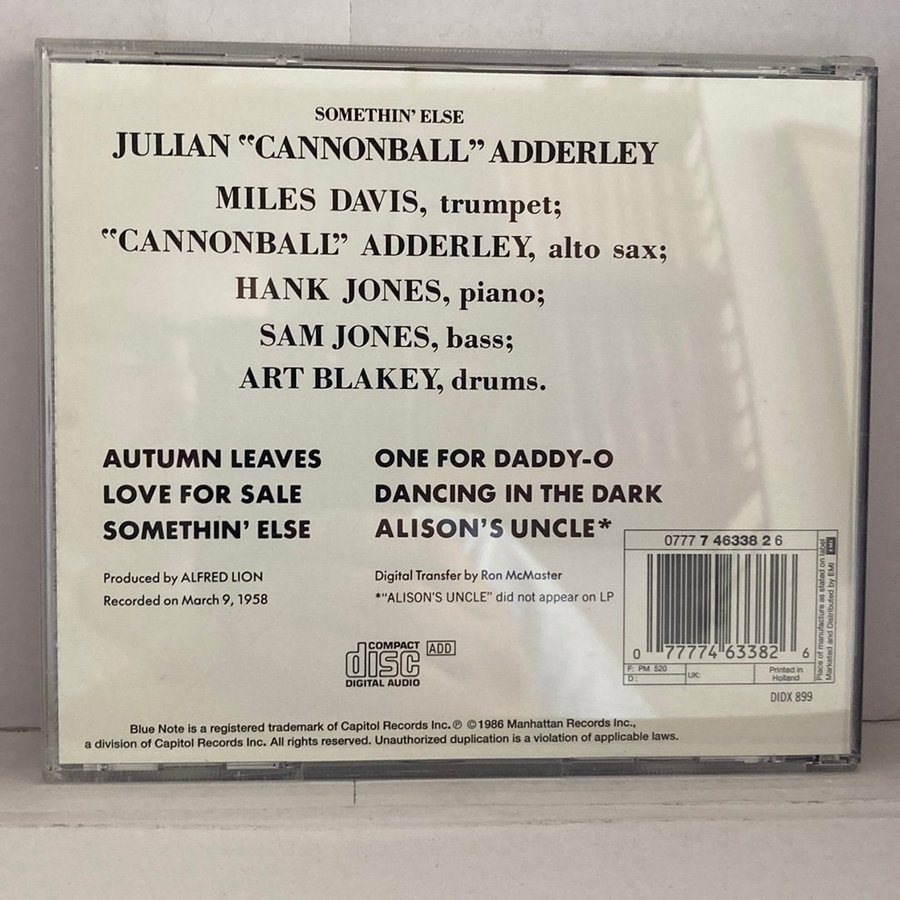 SOMETHIN' ELSE
JULIAN "CANNONBALL" ADDERLEY
MILES DAVIS, trumpet;
"CANNONBALL" ADDERLEY, alto sax;
HANK JONES, piano;
SAM JONES, bass;
ART BLAKEY, drums.
AUTUMN LEAVES
LOVE FOR SALE
SOMETHIN' ELSE
ONE FOR DADDY-O
DANCING IN THE DARK
ALISON'S UNCLE*
Produced by ALFRED LION
Recorded on March 9, 1958
Digital Transfer by Ron McMaster
*"ALISON'S UNCLE" did not appear on LP
0777 7 46338 2 6
0 77774 63382 6
F: PM 520
D:
UK:
Printed in
Holland
Place of manufacture as stated on label
Marketed and Distributed by EMI
EMI
DIDX 899
COMPACT
disc
DIGITAL AUDIO
ADD
Blue Note is a registered trademark of Capitol Records Inc. ℗ © 1986 Manhattan Records Inc.,
a division of Capitol Records Inc. All rights reserved. Unauthorized duplication is a violation of applicable laws.